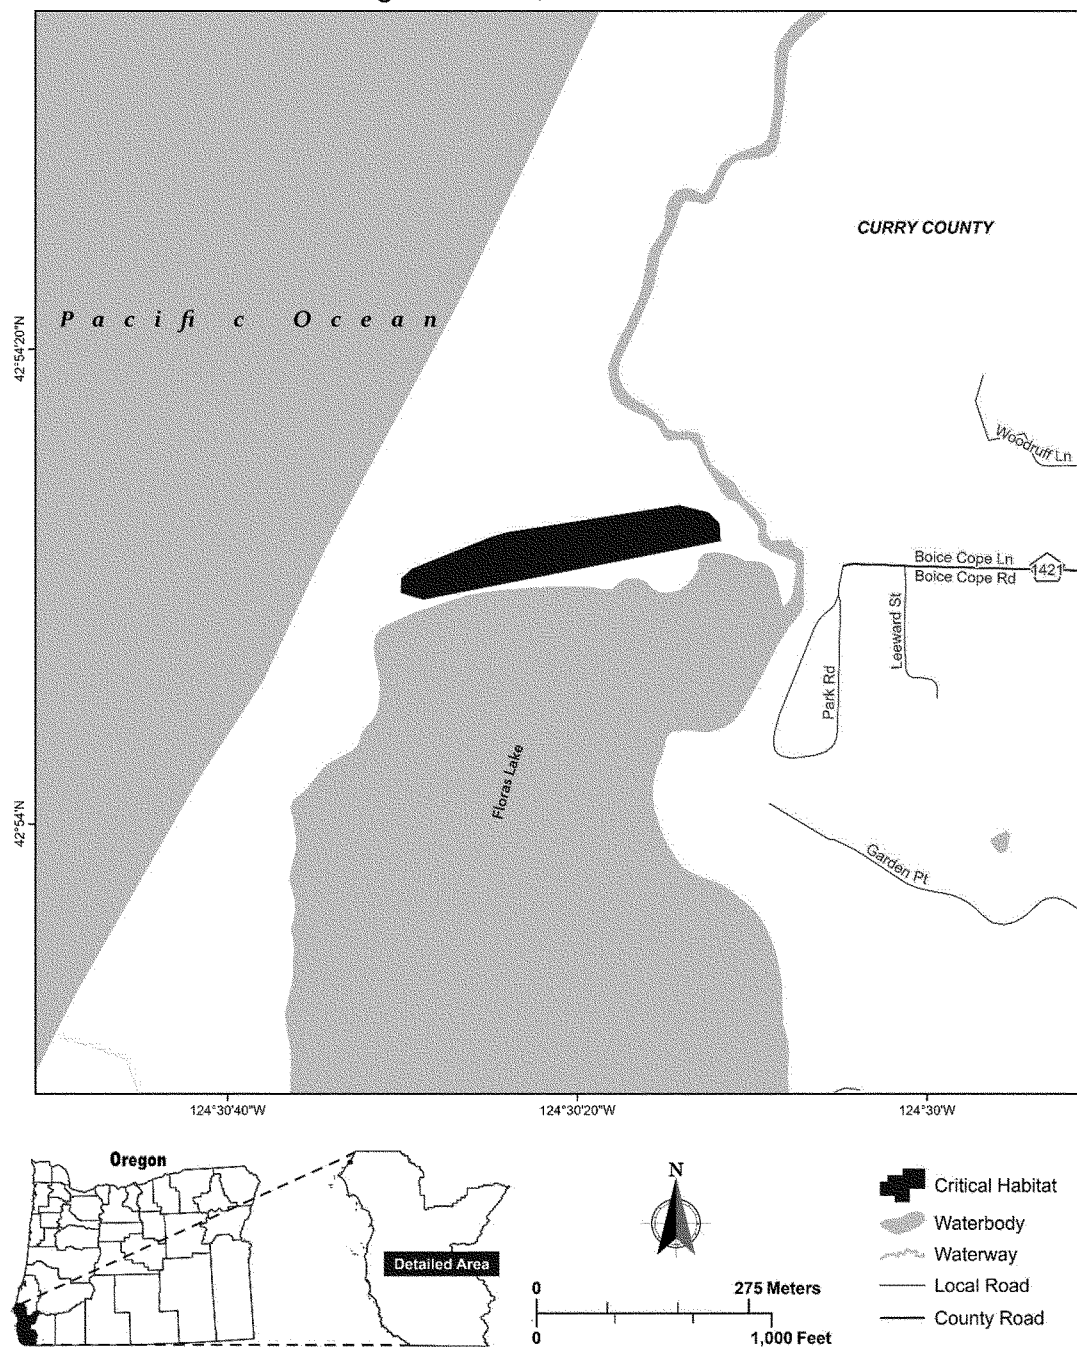 CURRY COUNTY
Pacific Ocean
42°54'20"N
Woodruff Ln
Boice Cope Ln
1421
Boice Cope Rd
Leeward St
Park Rd
Floras Lake
42°54'N
Garden Pt
124°30'40"W
124°30'20"W
124°30'W
Oregon
Detailed Area
N
0
275 Meters
0
1,000 Feet
Critical Habitat
Waterbody
Waterway
Local Road
County Road